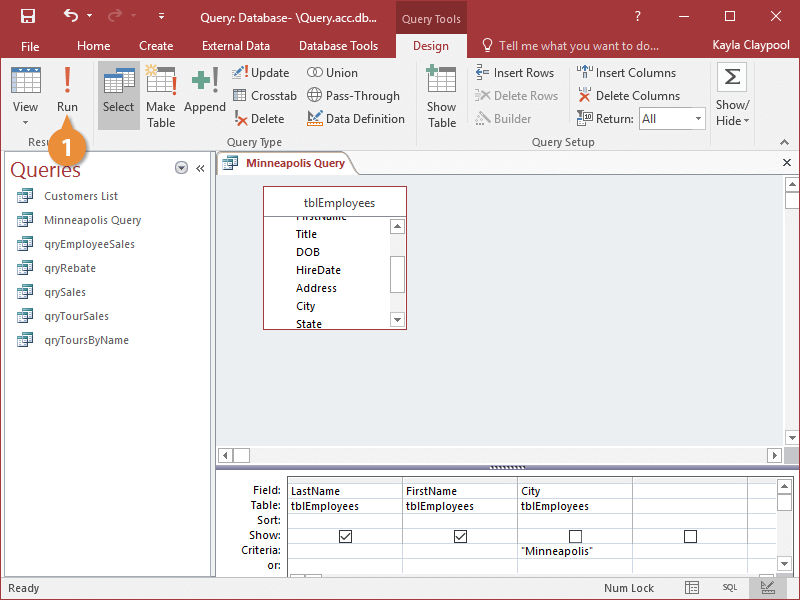 Query: Database- \Query.acc.db...
Query Tools
?
File
Home
Create
External Data
Database Tools
Design
Tell me what you want to do...
Kayla Claypool
View
Run
Select
Make
Table
Append
Update
Crosstab
Delete
Union
Pass-Through
Data Definition
Show
Table
Insert Rows
Delete Rows
Builder
Insert Columns
Delete Columns
Return:
All
Σ
Show/
Hide
Query Type
Query Setup
1
Queries
«
Customers List
Minneapolis Query
qryEmployeeSales
qryRebate
qrySales
qryTourSales
qryToursByName
Minneapolis Query
tblEmployees
FirstName
Title
DOB
HireDate
Address
City
State
Field:
LastName
FirstName
City
Table:
tblEmployees
tblEmployees
tblEmployees
Sort:
Show:
Criteria:
"Minneapolis"
or:
Ready
Num Lock
SQL